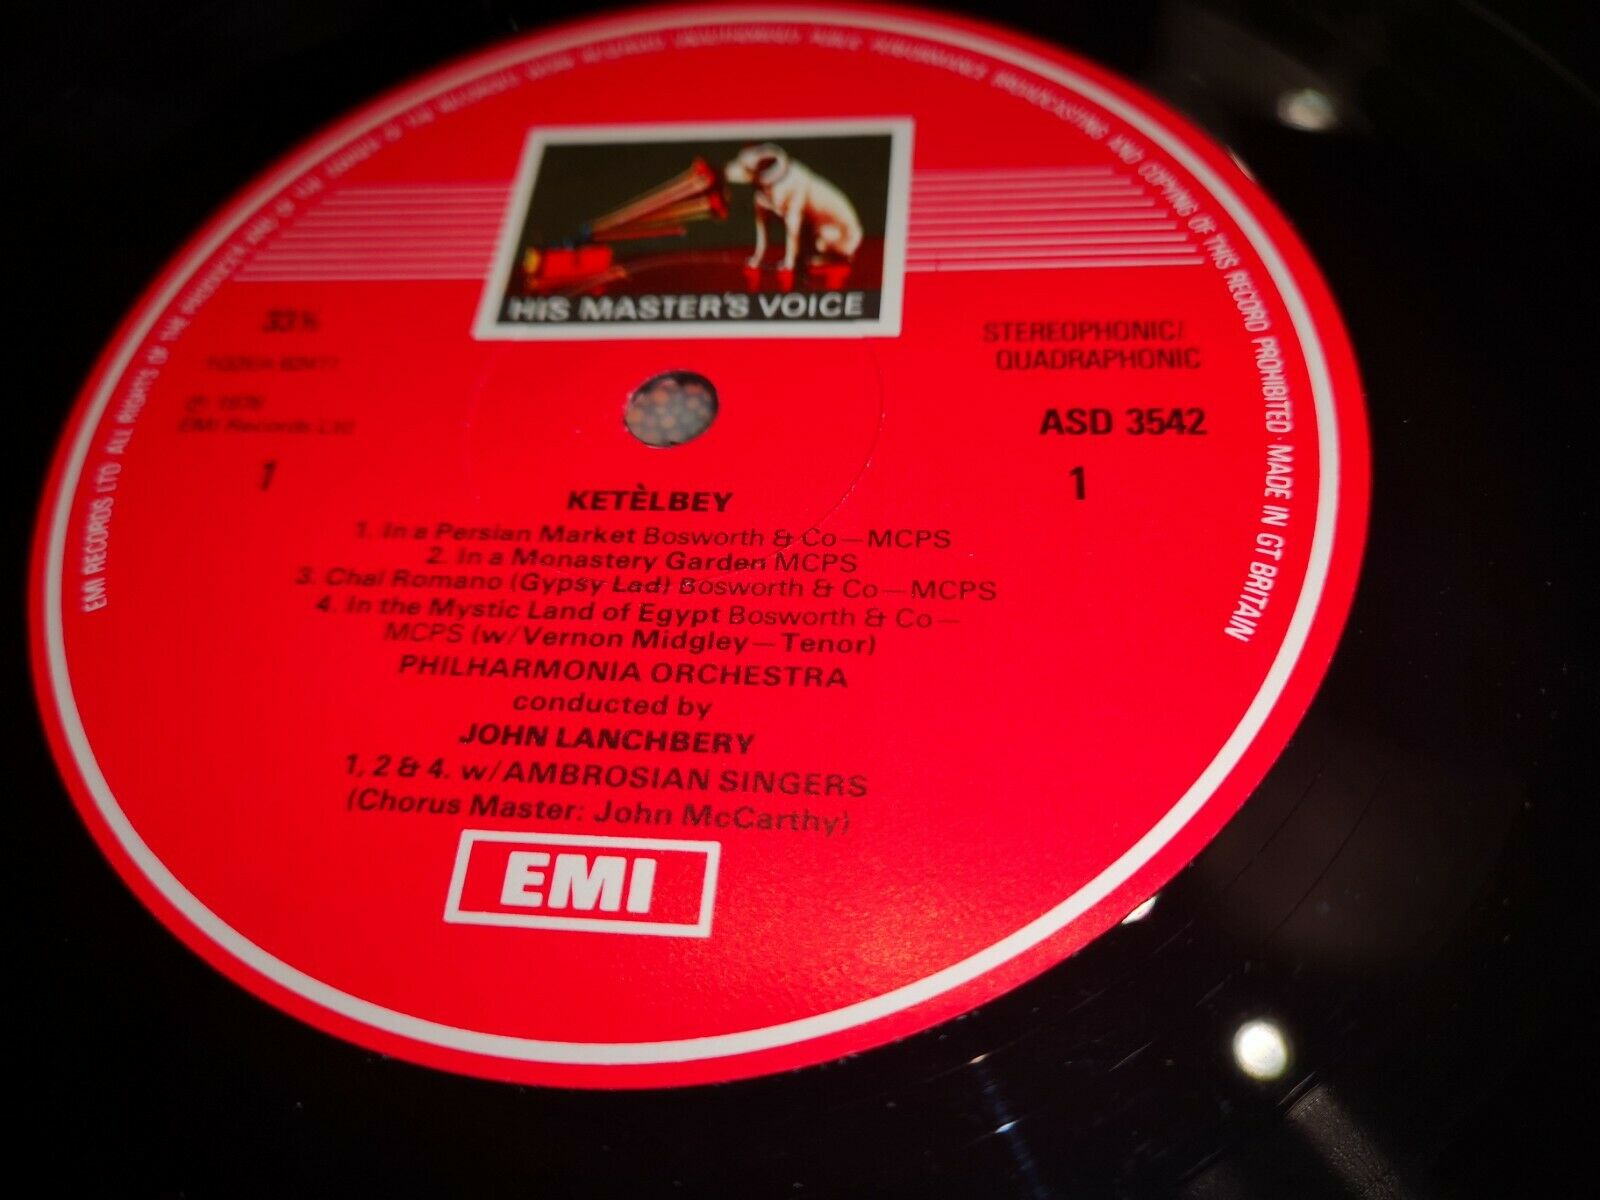 EMI RECORDS LTD ALL RIGHTS OF THE PRODUCER AND OF THE OWNER OF THE RECORDED WORK RESERVED UNAUTHORISED PUBLIC PERFORMANCE BROADCASTING AND COPYING OF THIS RECORD PROHIBITED · MADE IN GT BRITAIN
HIS MASTER'S VOICE
33⅓
STEREOPHONIC/
QUADRAPHONIC
EMI Records Ltd
ASD 3542
1
1
KETÈLBEY
1. In a Persian Market Bosworth & Co—MCPS
2. In a Monastery Garden MCPS
3. Chal Romano (Gypsy Lad) Bosworth & Co—MCPS
4. In the Mystic Land of Egypt Bosworth & Co—
MCPS (w/Vernon Midgley—Tenor)
PHILHARMONIA ORCHESTRA
conducted by
JOHN LANCHBERY
1, 2 & 4. w/AMBROSIAN SINGERS
(Chorus Master: John McCarthy)
EMI